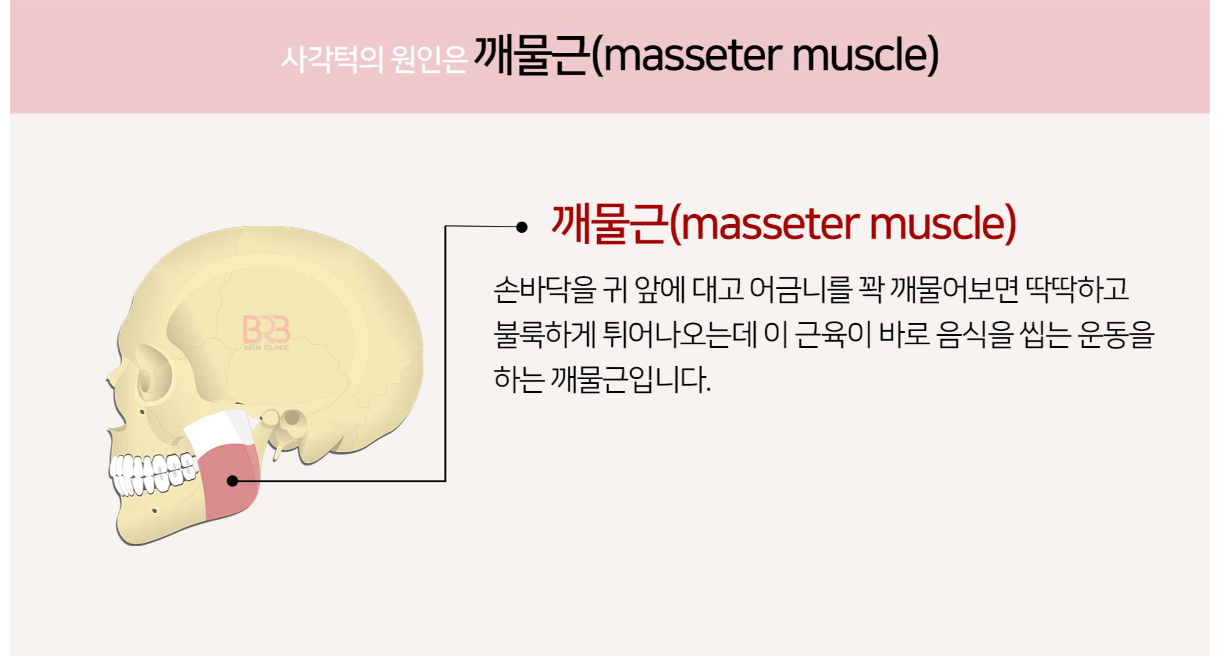 사각턱의 원인은 깨물근(masseter muscle)
깨물근(masseter muscle)
손바닥을 귀 앞에 대고 어금니를 꽉 깨물어보면 딱딱하고
불룩하게 튀어나오는데 이 근육이 바로 음식을 씹는 운동을
하는 깨물근입니다.
BRB
SKIN CLINIC